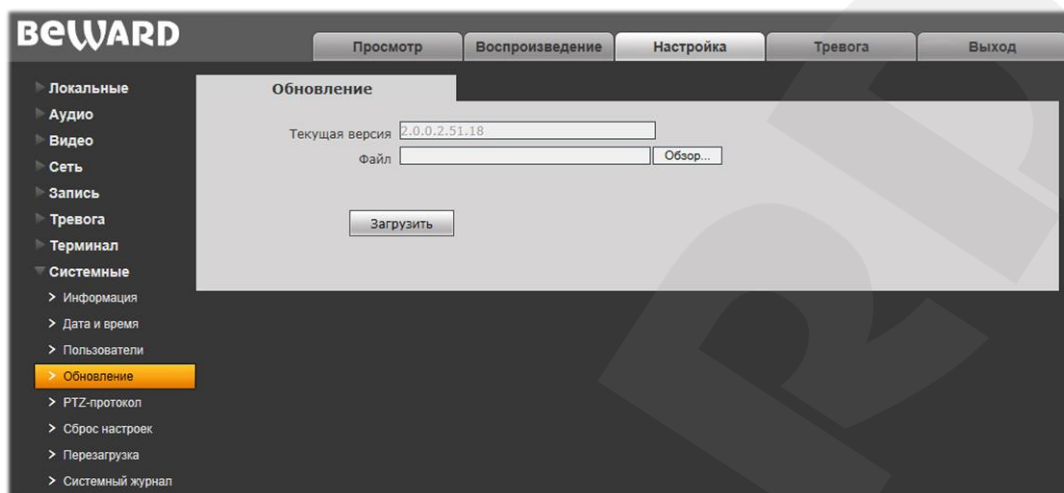 BEWARD
Просмотр Воспроизведение Настройка Тревога Выход
Локальные
Аудио
Видео
Сеть
Запись
Тревога
Терминал
Системные
> Информация
> Дата и время
> Пользователи
> Обновление
> PTZ-протокол
> Сброс настроек
> Перезагрузка
> Системный журнал
Обновление
Текущая версия 2.0.0.2.51.18
Файл Обзор...
Загрузить